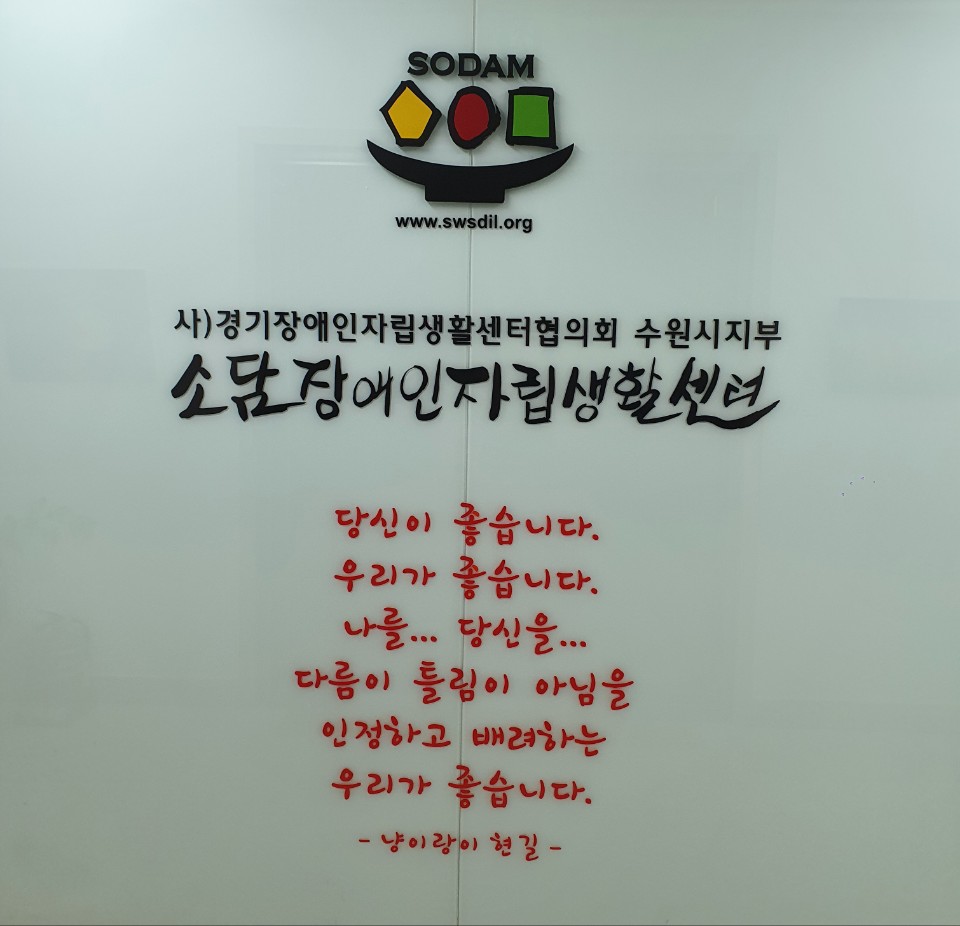 SODAM
www.swsdil.org
사)경기장애인자립생활센터협의회 수원시지부
소담장애인자립생활센터
당신이 좋습니다.
우리가 좋습니다.
나를... 당신을...
다름이 틀림이 아님을
인정하고 배려하는
우리가 좋습니다.
- 냥이랑이 현길 -